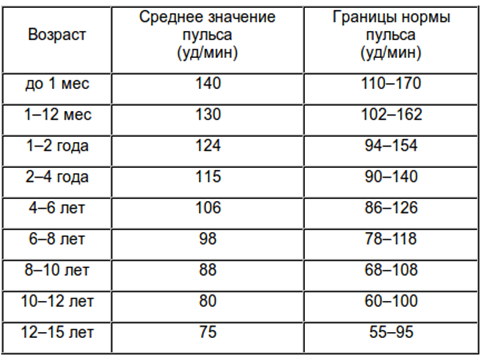 Возраст
Среднее значение
пульса
(уд/мин)
Границы нормы
пульса
(уд/мин)
до 1 мес 140 110–170
1–12 мес 130 102–162
1–2 года 124 94–154
2–4 года 115 90–140
4–6 лет 106 86–126
6–8 лет 98 78–118
8–10 лет 88 68–108
10–12 лет 80 60–100
12–15 лет 75 55–95